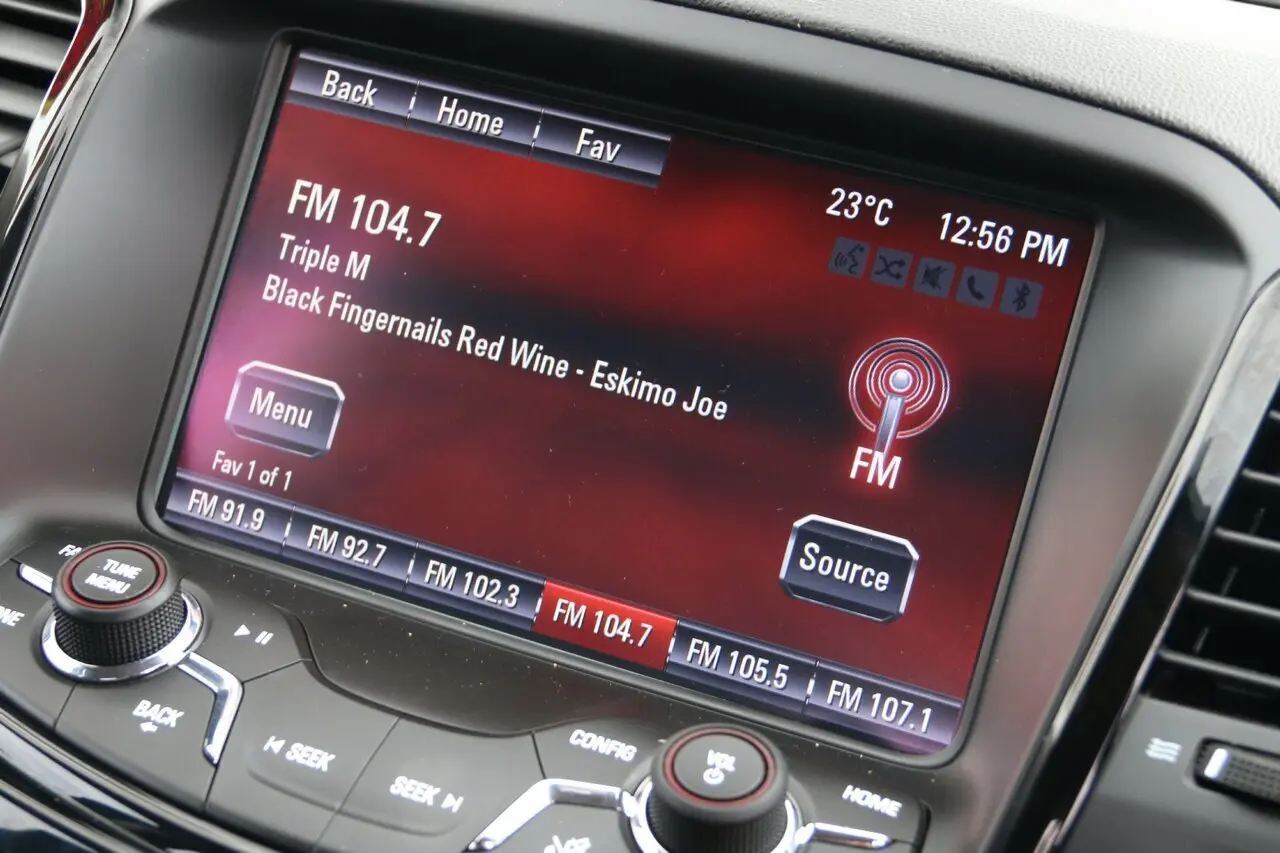 Back Home Fav
23°C 12:56 PM
FM 104.7
Triple M
Black Fingernails Red Wine - Eskimo Joe
FM
Menu
Source
Fav 1 of 1
FM 91.9 FM 92.7 FM 102.3 FM 104.7 FM 105.5 FM 107.1
TUNE
MENU
BACK
SEEK
SEEK
CONFIG
VOL
HOME